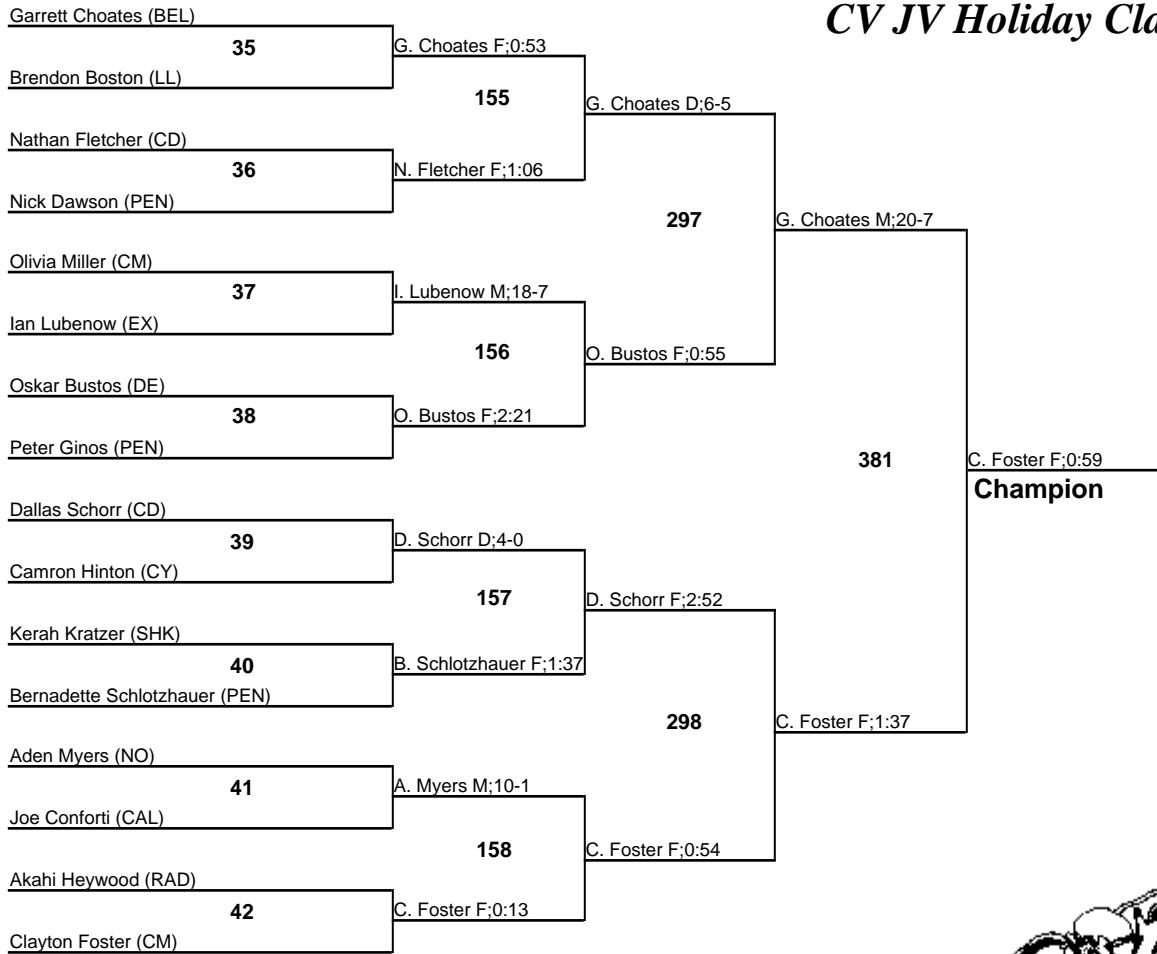 CV JV Holiday Cla
Garrett Choates (BEL)
35
Brendon Boston (LL)
G. Choates F;0:53
155
Nathan Fletcher (CD)
36
Nick Dawson (PEN)
N. Fletcher F;1:06
G. Choates D;6-5
297
Olivia Miller (CM)
37
Ian Lubenow (EX)
I. Lubenow M;18-7
156
Oskar Bustos (DE)
38
Peter Ginos (PEN)
O. Bustos F;2:21
O. Bustos F;0:55
G. Choates M;20-7
381
Dallas Schorr (CD)
39
Camron Hinton (CY)
D. Schorr D;4-0
157
Kerah Kratzer (SHK)
40
Bernadette Schlotzhauer (PEN)
B. Schlotzhauer F;1:37
D. Schorr F;2:52
298
Aden Myers (NO)
41
Joe Conforti (CAL)
A. Myers M;10-1
158
Akahi Heywood (RAD)
42
Clayton Foster (CM)
C. Foster F;0:13
C. Foster F;0:54
C. Foster F;1:37
C. Foster F;0:59
Champion